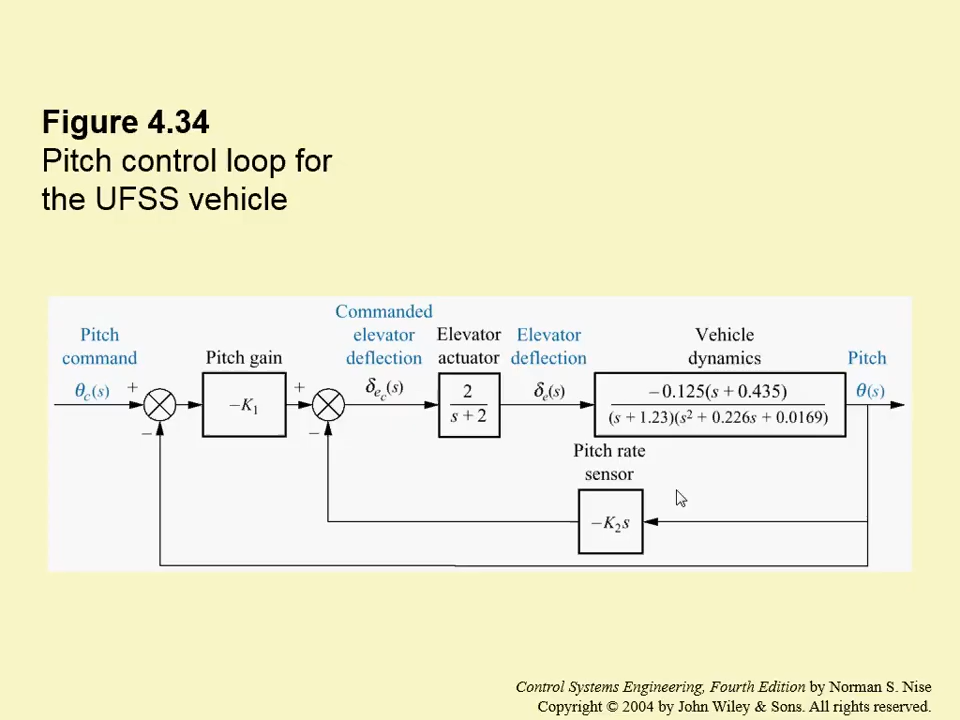 Figure 4.34
Pitch control loop for
the UFSS vehicle
Pitch
command
θc(s)
+
−
Pitch gain
−K1
+
−
Commanded
elevator
deflection
δec(s)
Elevator
actuator
2
s + 2
Elevator
deflection
δe(s)
Vehicle
dynamics
−0.125(s + 0.435)
(s + 1.23)(s² + 0.226s + 0.0169)
Pitch
θ(s)
Pitch rate
sensor
−K2s
Control Systems Engineering, Fourth Edition by Norman S. Nise
Copyright © 2004 by John Wiley & Sons. All rights reserved.